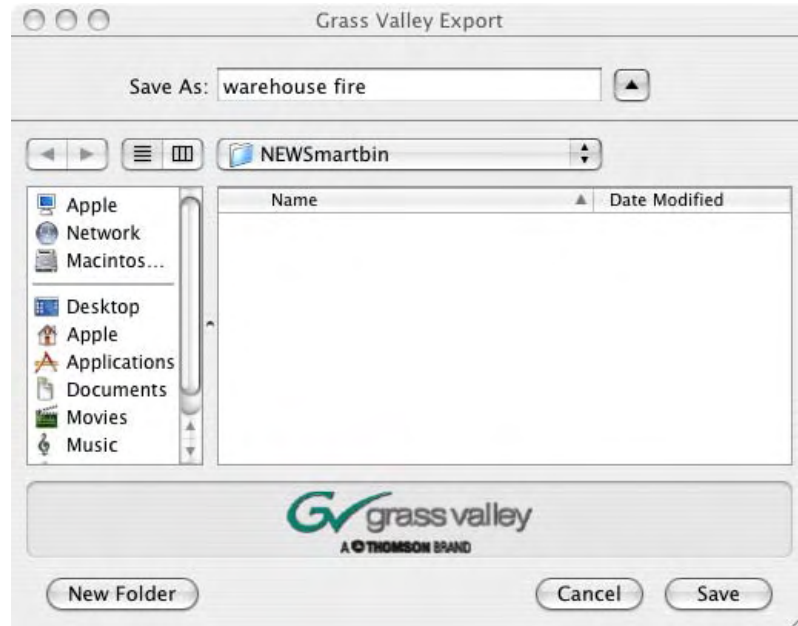 Grass Valley Export
Save As: warehouse fire
NEWSmartbin
Apple
Network
Macintos...
Desktop
Apple
Applications
Documents
Movies
Music
Name Date Modified
Gv grass valley
A THOMSON BRAND
New Folder Cancel Save